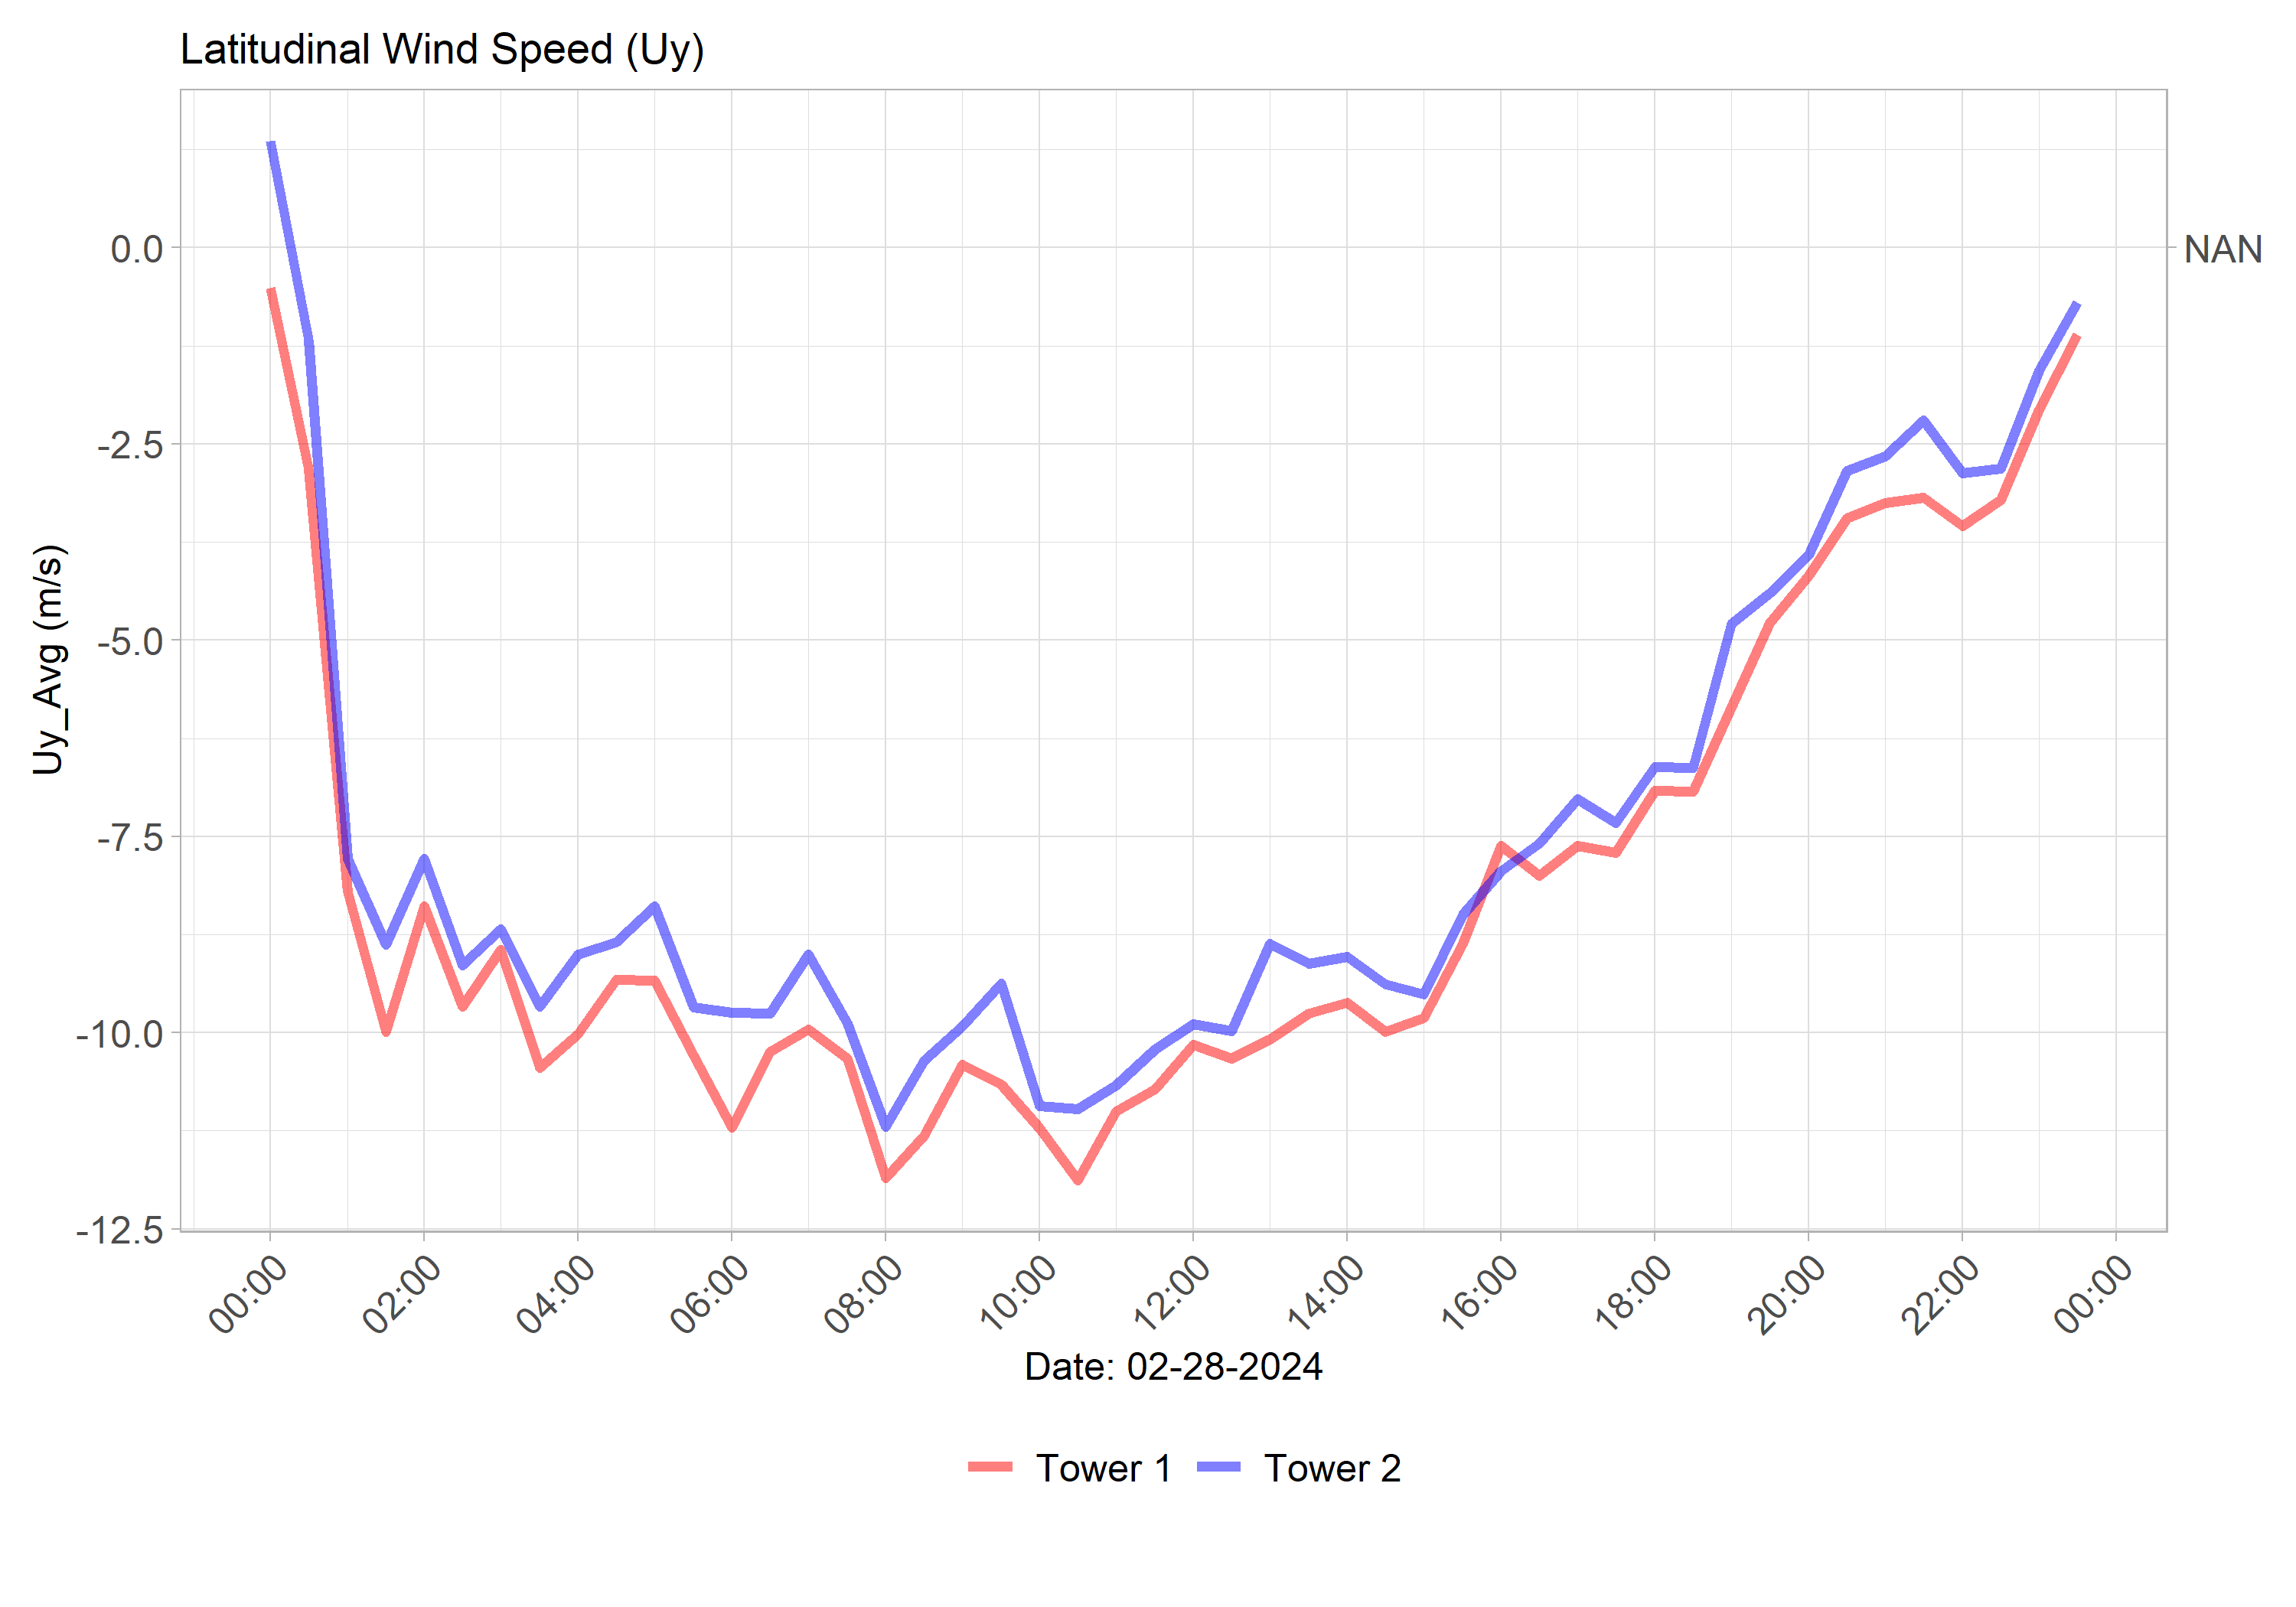 Latitudinal Wind Speed (Uy)
Uy_Avg (m/s)
0.0
-2.5
-5.0
-7.5
-10.0
-12.5
NAN
00:00 02:00 04:00 06:00 08:00 10:00 12:00 14:00 16:00 18:00 20:00 22:00 00:00
Date: 02-28-2024
Tower 1 Tower 2